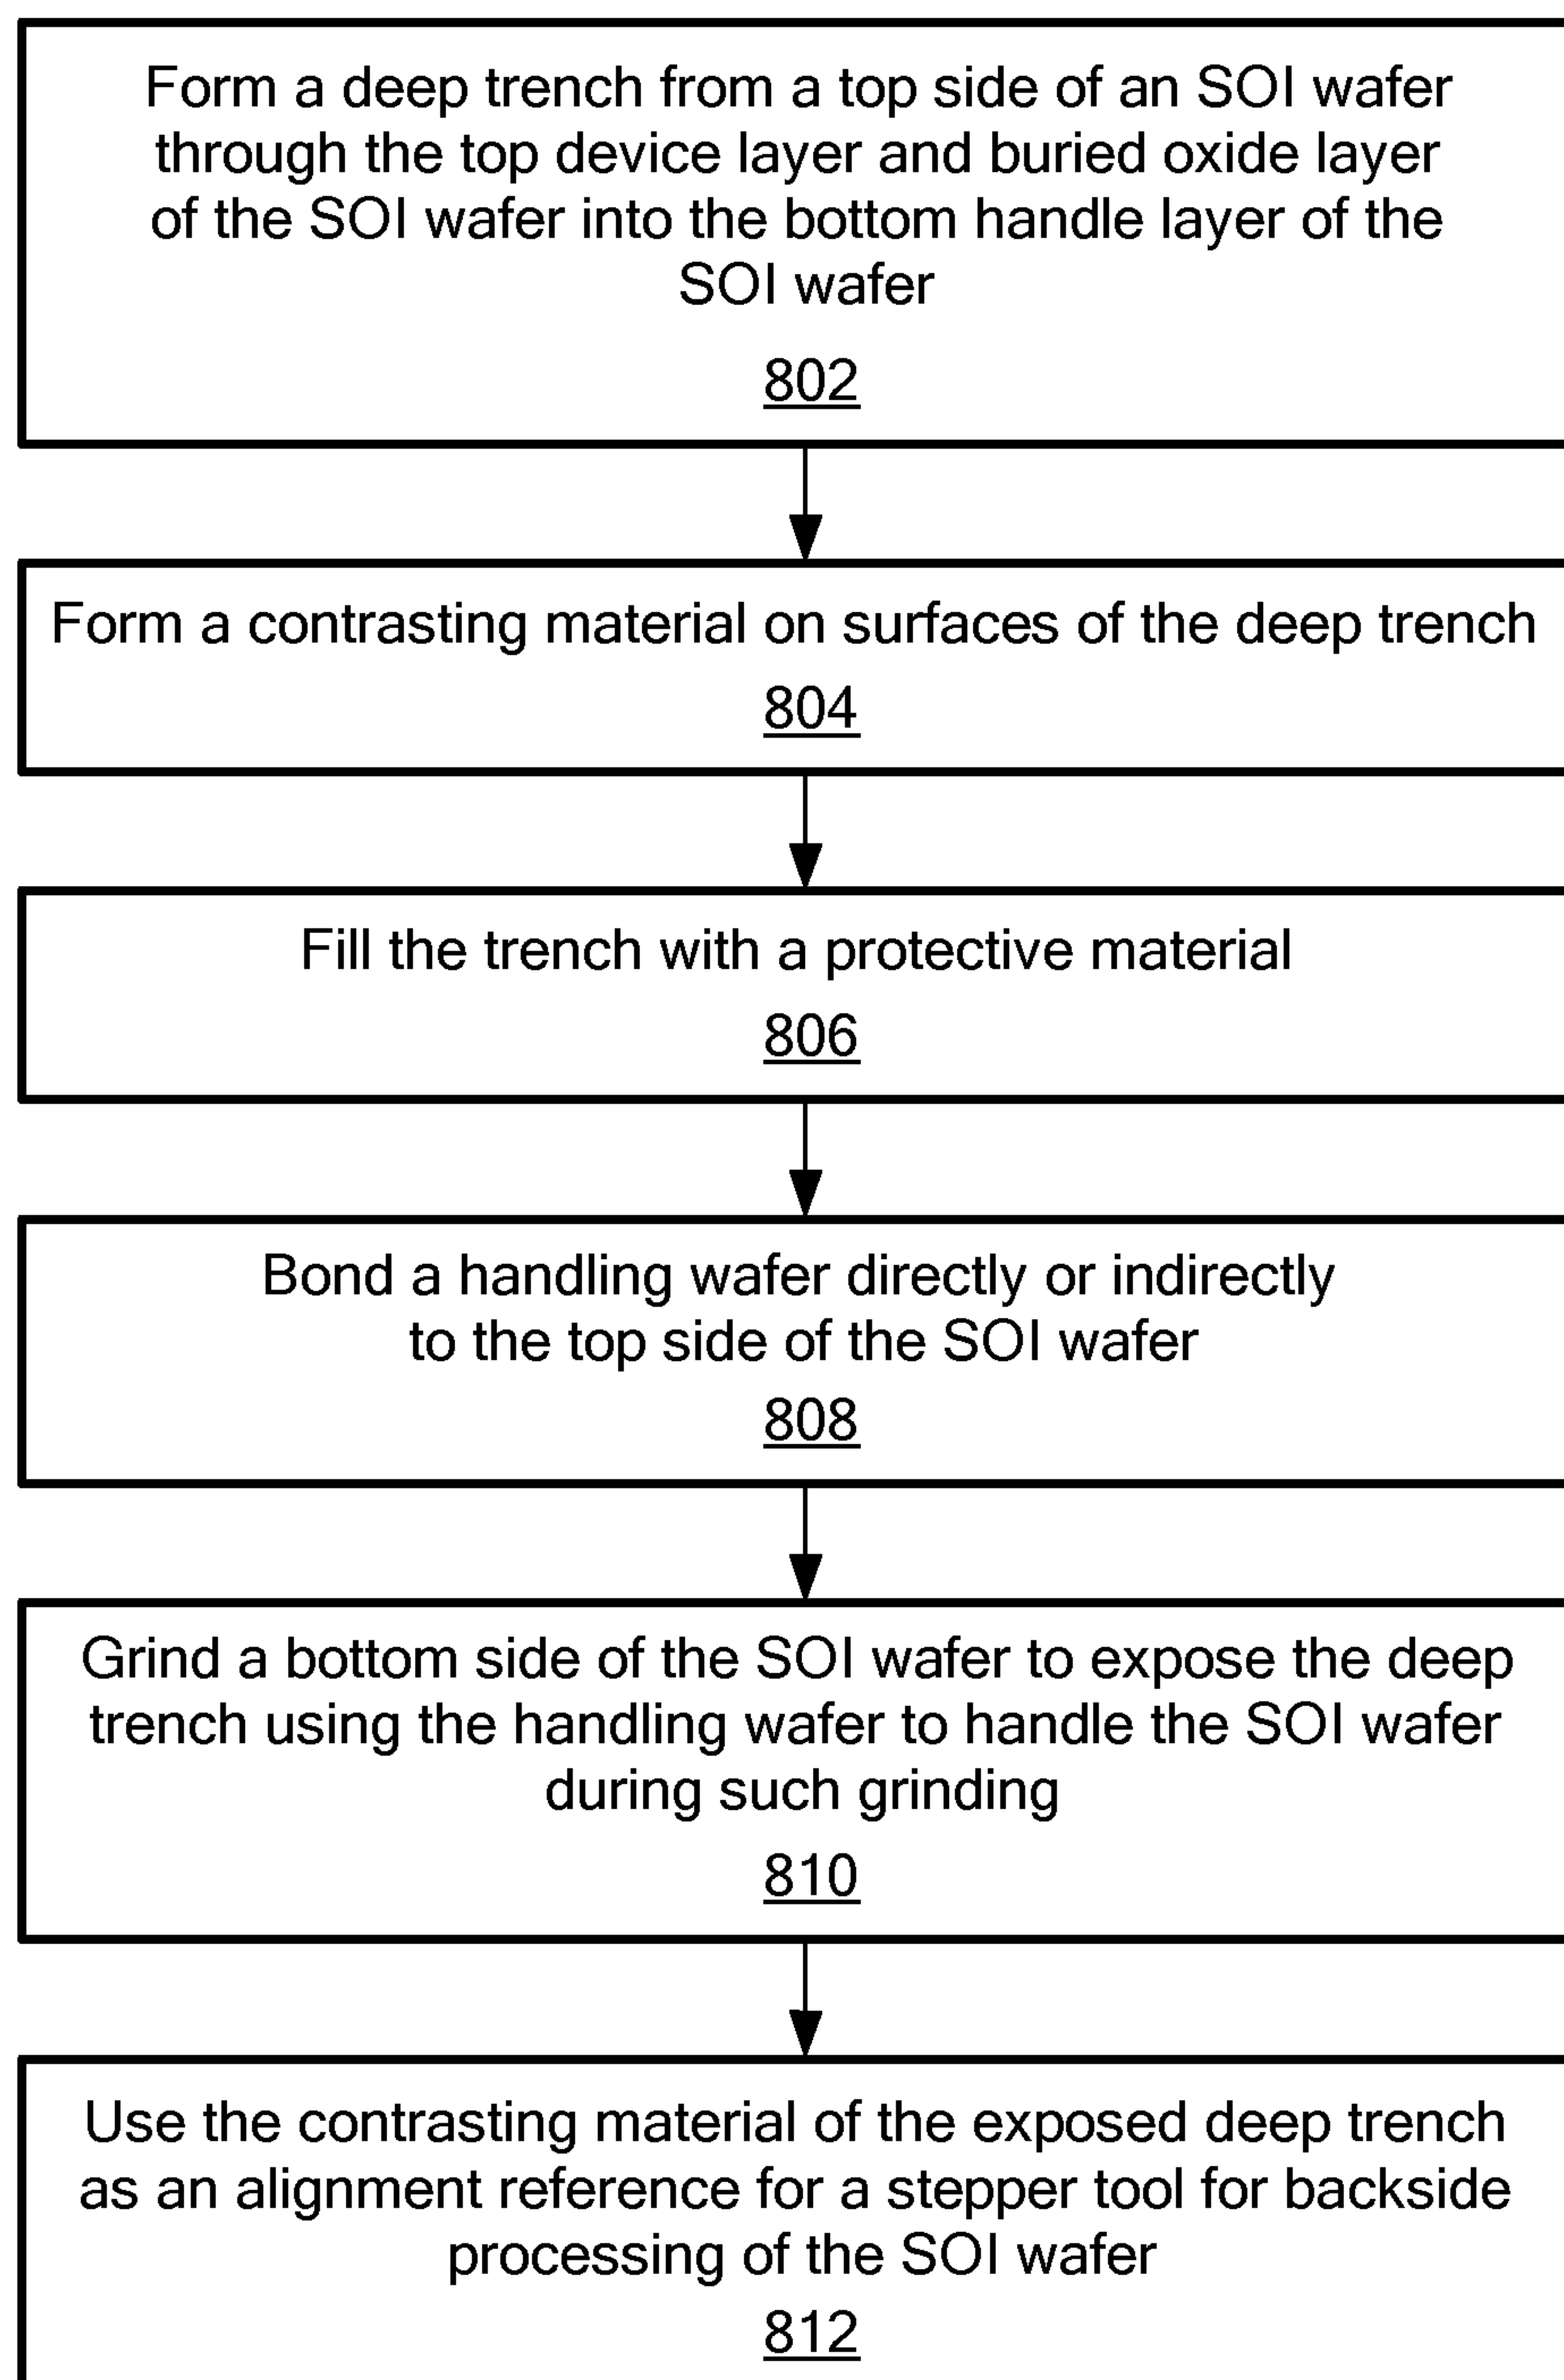 Form a deep trench from a top side of an SOI wafer
through the top device layer and buried oxide layer
of the SOI wafer into the bottom handle layer of the
SOI wafer
802
Form a contrasting material on surfaces of the deep trench
804
Fill the trench with a protective material
806
Bond a handling wafer directly or indirectly
to the top side of the SOI wafer
808
Grind a bottom side of the SOI wafer to expose the deep
trench using the handling wafer to handle the SOI wafer
during such grinding
810
Use the contrasting material of the exposed deep trench
as an alignment reference for a stepper tool for backside
processing of the SOI wafer
812